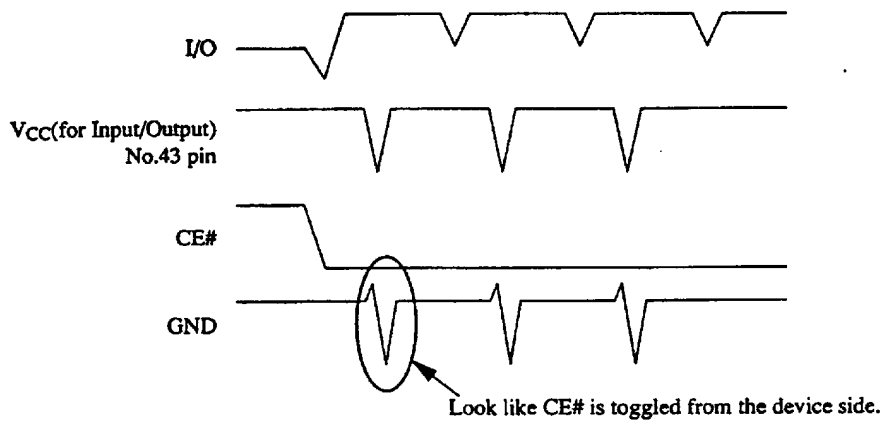 I/O
VCC(for Input/Output)
No.43 pin
CE#
GND
Look like CE# is toggled from the device side.